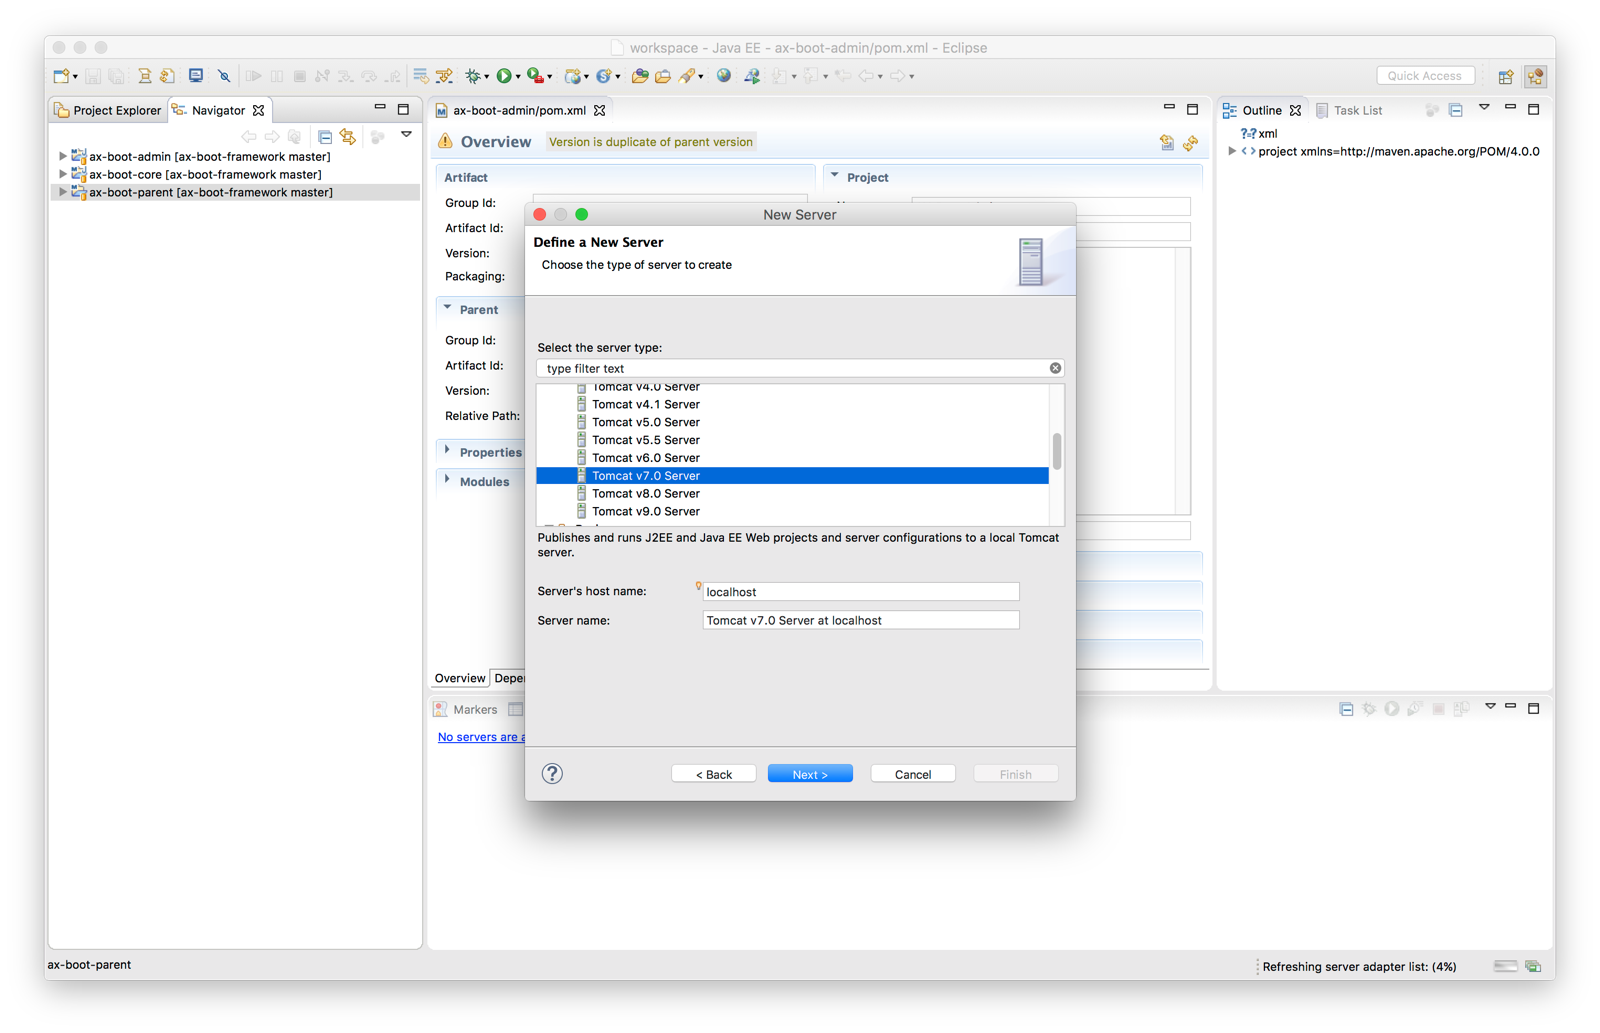 workspace - Java EE - ax-boot-admin/pom.xml - Eclipse
Quick Access
Project Explorer
Navigator
ax-boot-admin [ax-boot-framework master]
ax-boot-core [ax-boot-framework master]
ax-boot-parent [ax-boot-framework master]
ax-boot-admin/pom.xml
Overview
Version is duplicate of parent version
Artifact
Group Id:
Artifact Id:
Version:
Packaging:
Parent
Group Id:
Artifact Id:
Version:
Relative Path:
Properties
Modules
Project
Overview
New Server
Define a New Server
Choose the type of server to create
Select the server type:
type filter text
Tomcat v4.0 Server
Tomcat v4.1 Server
Tomcat v5.0 Server
Tomcat v5.5 Server
Tomcat v6.0 Server
Tomcat v7.0 Server
Tomcat v8.0 Server
Tomcat v9.0 Server
Publishes and runs J2EE and Java EE Web projects and server configurations to a local Tomcat
server.
Server's host name:
localhost
Server name:
Tomcat v7.0 Server at localhost
< Back
Next >
Cancel
Finish
Outline
Task List
?=? xml
project xmlns=http://maven.apache.org/POM/4.0.0
Markers
No servers are
ax-boot-parent
Refreshing server adapter list: (4%)